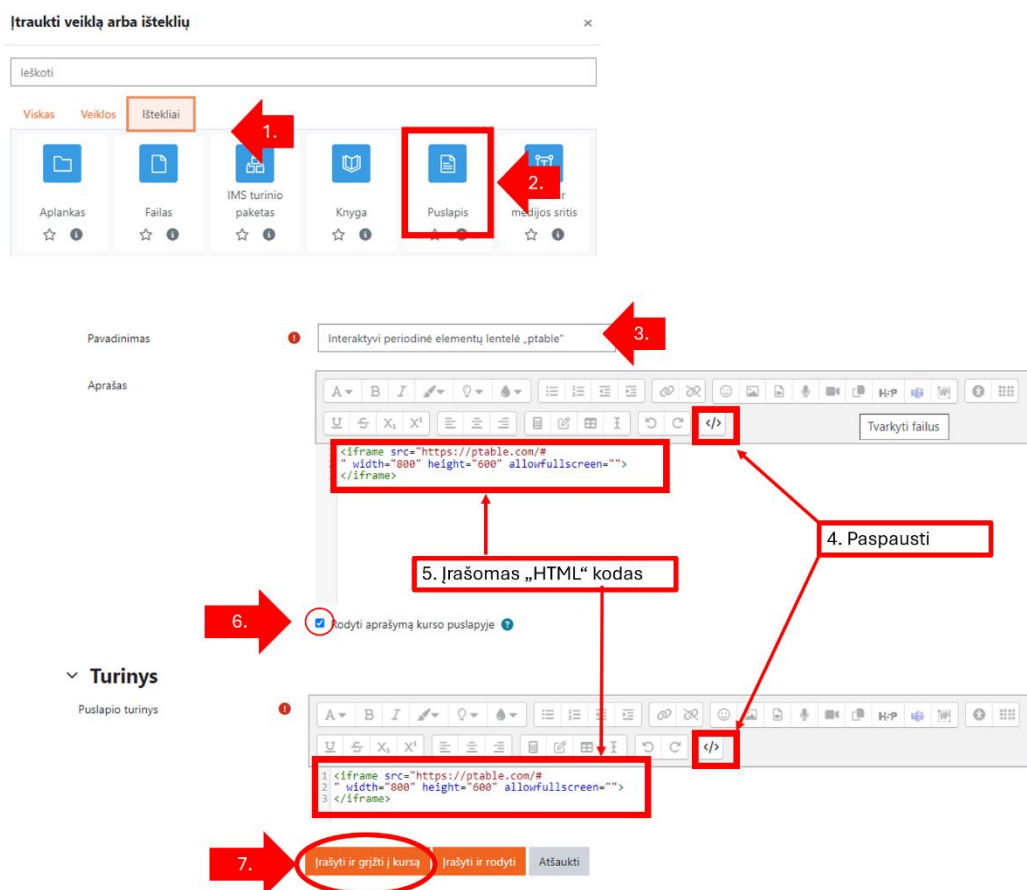 Įtraukti veiklą arba išteklių ×
Ieškoti
Viskas Veiklos Ištekliai
1.
2.
IMS turinio
Aplankas Failas paketas Knyga Puslapis medijos sritis
Pavadinimas
Interaktyvi periodinė elementų lentelė „ptable“
3.
Aprašas
A B I H-P
U S X₁ X¹ </>
Tvarkyti failus
<iframe src="https://ptable.com/#
" width="800" height="600" allowfullscreen="">
</iframe>
4. Paspausti
5. Įrašomas „HTML“ kodas
6.
Rodyti aprašymą kurso puslapyje
Turinys
Puslapio turinys
A B I H-P
U S X₁ X¹ </>
1 <iframe src="https://ptable.com/#
2 " width="800" height="600" allowfullscreen="">
3 </iframe>
7.
Įrašyti ir grįžti į kursą Įrašyti ir rodyti Atšaukti